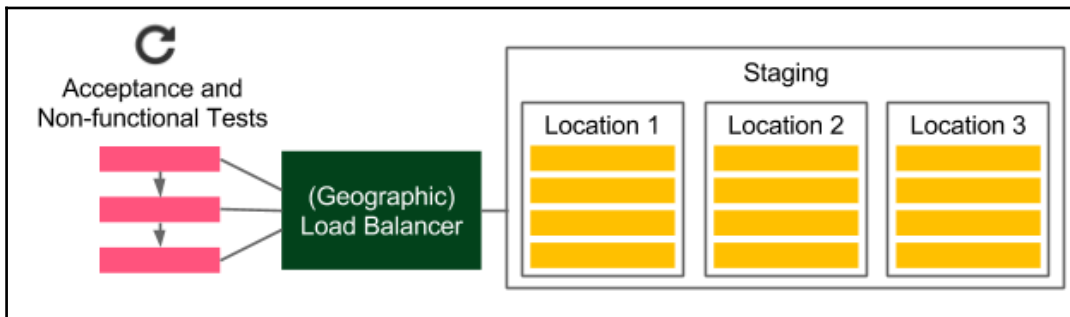 Acceptance and
Non-functional Tests
(Geographic)
Load Balancer
Staging
Location 1
Location 2
Location 3